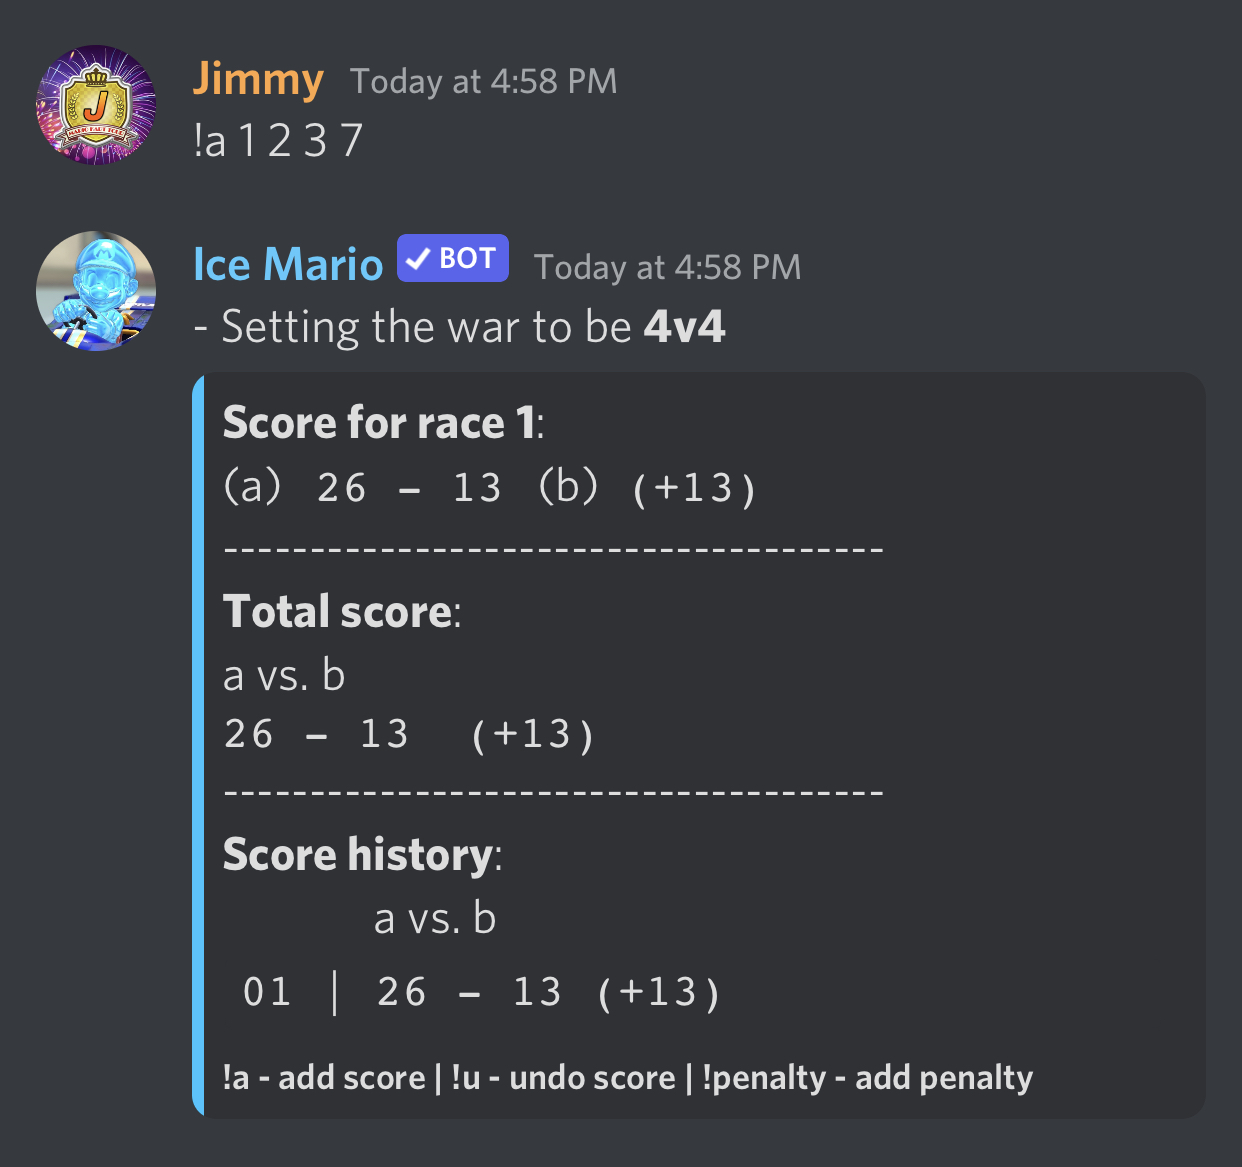 Jimmy Today at 4:58 PM
!a 1 2 3 7
Ice Mario BOT Today at 4:58 PM
- Setting the war to be 4v4
Score for race 1:
(a) 26 - 13 (b) (+13)
--------------------------------------
Total score:
a vs. b
26 - 13 (+13)
--------------------------------------
Score history:
a vs. b
01 | 26 - 13 (+13)
!a - add score | !u - undo score | !penalty - add penalty